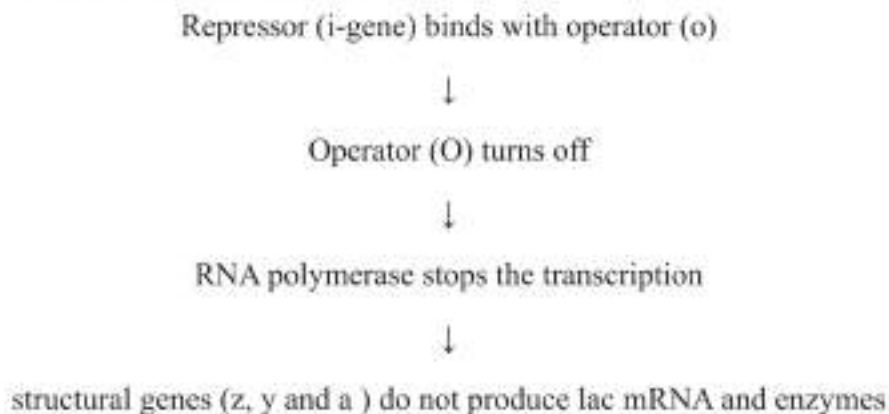 Repressor (i-gene) binds with operator (o)
↓
Operator (O) turns off
↓
RNA polymerase stops the transcription
↓
structural genes (z, y and a ) do not produce lac mRNA and enzymes